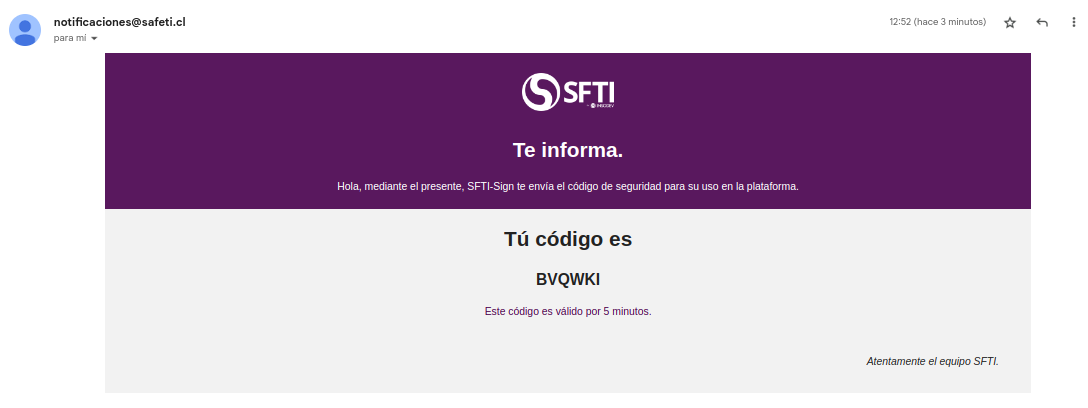 notificaciones@safeti.cl
12:52 (hace 3 minutos)
para mí
SFTI
Te informa.
Hola, mediante el presente, SFTI-Sign te envía el código de seguridad para su uso en la plataforma.
Tú código es
BVQWKI
Este código es válido por 5 minutos.
Atentamente el equipo SFTI.